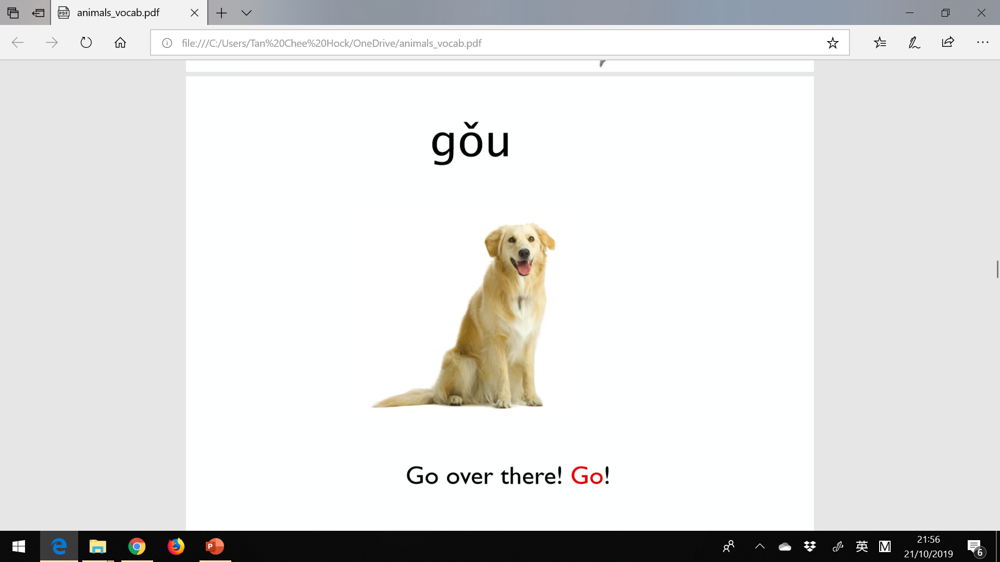 animals_vocab.pdf
file:///C:/Users/Tan%20Chee%20Hock/OneDrive/animals_vocab.pdf
gǒu
Go over there! Go!
英
M
21:56
21/10/2019
6